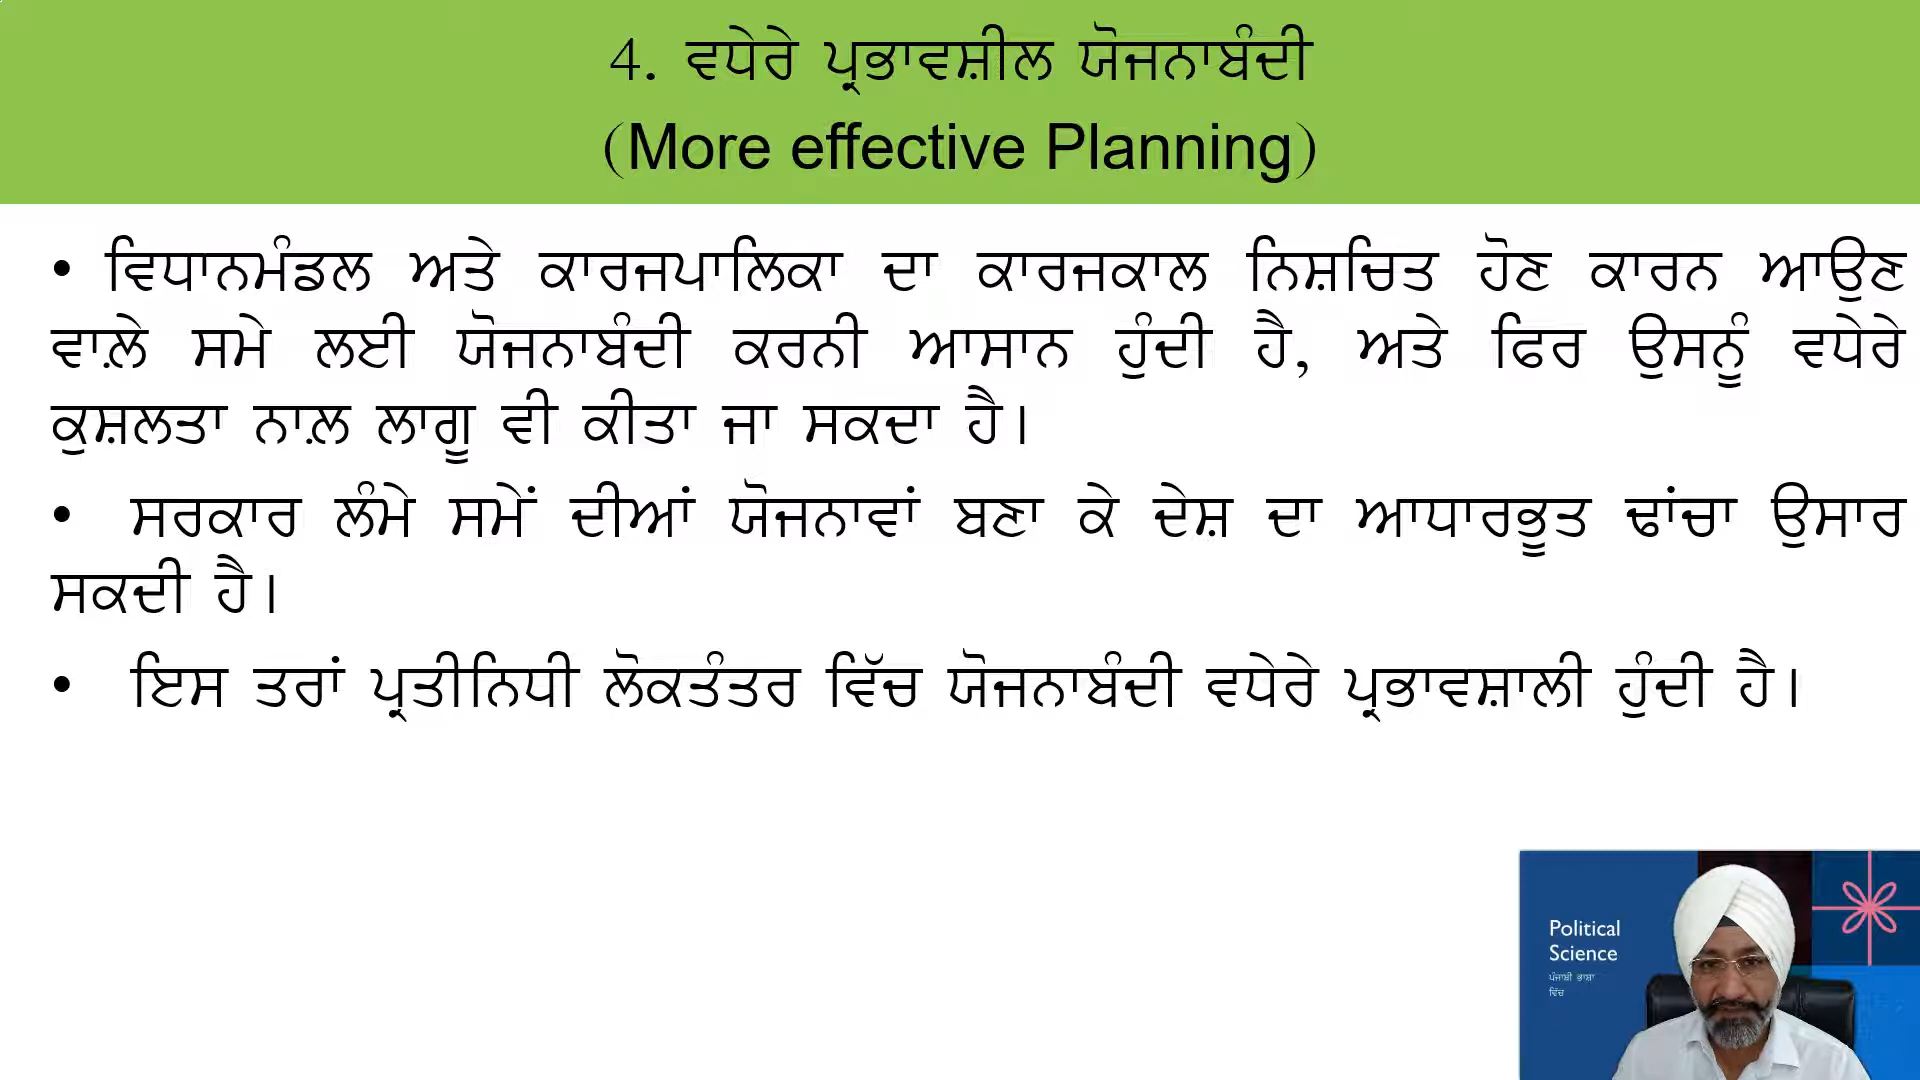 4. ਵਧੇਰੇ ਪ੍ਰਭਾਵਸ਼ੀਲ ਯੋਜਨਾਬੰਦੀ
(More effective Planning)
• ਵਿਧਾਨਮੰਡਲ ਅਤੇ ਕਾਰਜਪਾਲਿਕਾ ਦਾ ਕਾਰਜਕਾਲ ਨਿਸ਼ਚਿਤ ਹੋਣ ਕਾਰਨ ਆਉਣ
ਵਾਲ਼ੇ ਸਮੇ ਲਈ ਯੋਜਨਾਬੰਦੀ ਕਰਨੀ ਆਸਾਨ ਹੁੰਦੀ ਹੈ, ਅਤੇ ਫਿਰ ਉਸਨੂੰ ਵਧੇਰੇ
ਕੁਸ਼ਲਤਾ ਨਾਲ਼ ਲਾਗੂ ਵੀ ਕੀਤਾ ਜਾ ਸਕਦਾ ਹੈ।
• ਸਰਕਾਰ ਲੰਮੇ ਸਮੇਂ ਦੀਆਂ ਯੋਜਨਾਵਾਂ ਬਣਾ ਕੇ ਦੇਸ਼ ਦਾ ਆਧਾਰਭੂਤ ਢਾਂਚਾ ਉਸਾਰ
ਸਕਦੀ ਹੈ।
• ਇਸ ਤਰਾਂ ਪ੍ਰਤੀਨਿਧੀ ਲੋਕਤੰਤਰ ਵਿੱਚ ਯੋਜਨਾਬੰਦੀ ਵਧੇਰੇ ਪ੍ਰਭਾਵਸ਼ਾਲੀ ਹੁੰਦੀ ਹੈ।
Political
Science
ਪੰਜਾਬੀ ਭਾਸ਼ਾ
ਵਿੱਚ